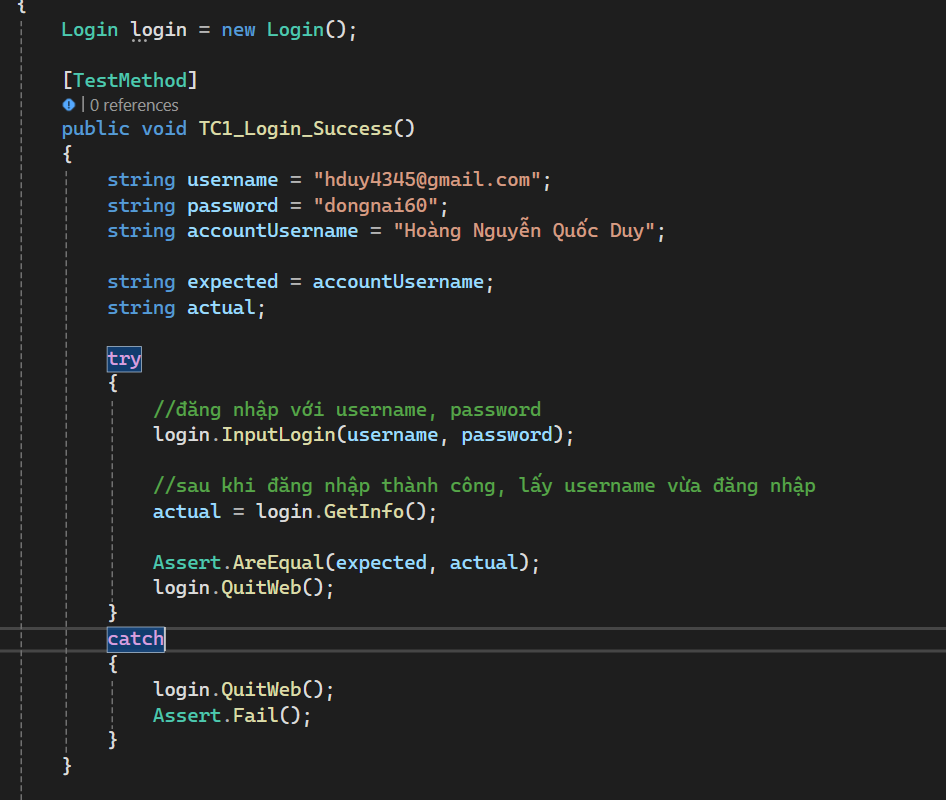 {
Login login = new Login();
[TestMethod]
| 0 references
public void TC1_Login_Success()
{
string username = "hduy4345@gmail.com";
string password = "dongnai60";
string accountUsername = "Hoàng Nguyễn Quốc Duy";
string expected = accountUsername;
string actual;
try
{
//đăng nhập với username, password
login.InputLogin(username, password);
//sau khi đăng nhập thành công, lấy username vừa đăng nhập
actual = login.GetInfo();
Assert.AreEqual(expected, actual);
login.QuitWeb();
}
catch
{
login.QuitWeb();
Assert.Fail();
}
}